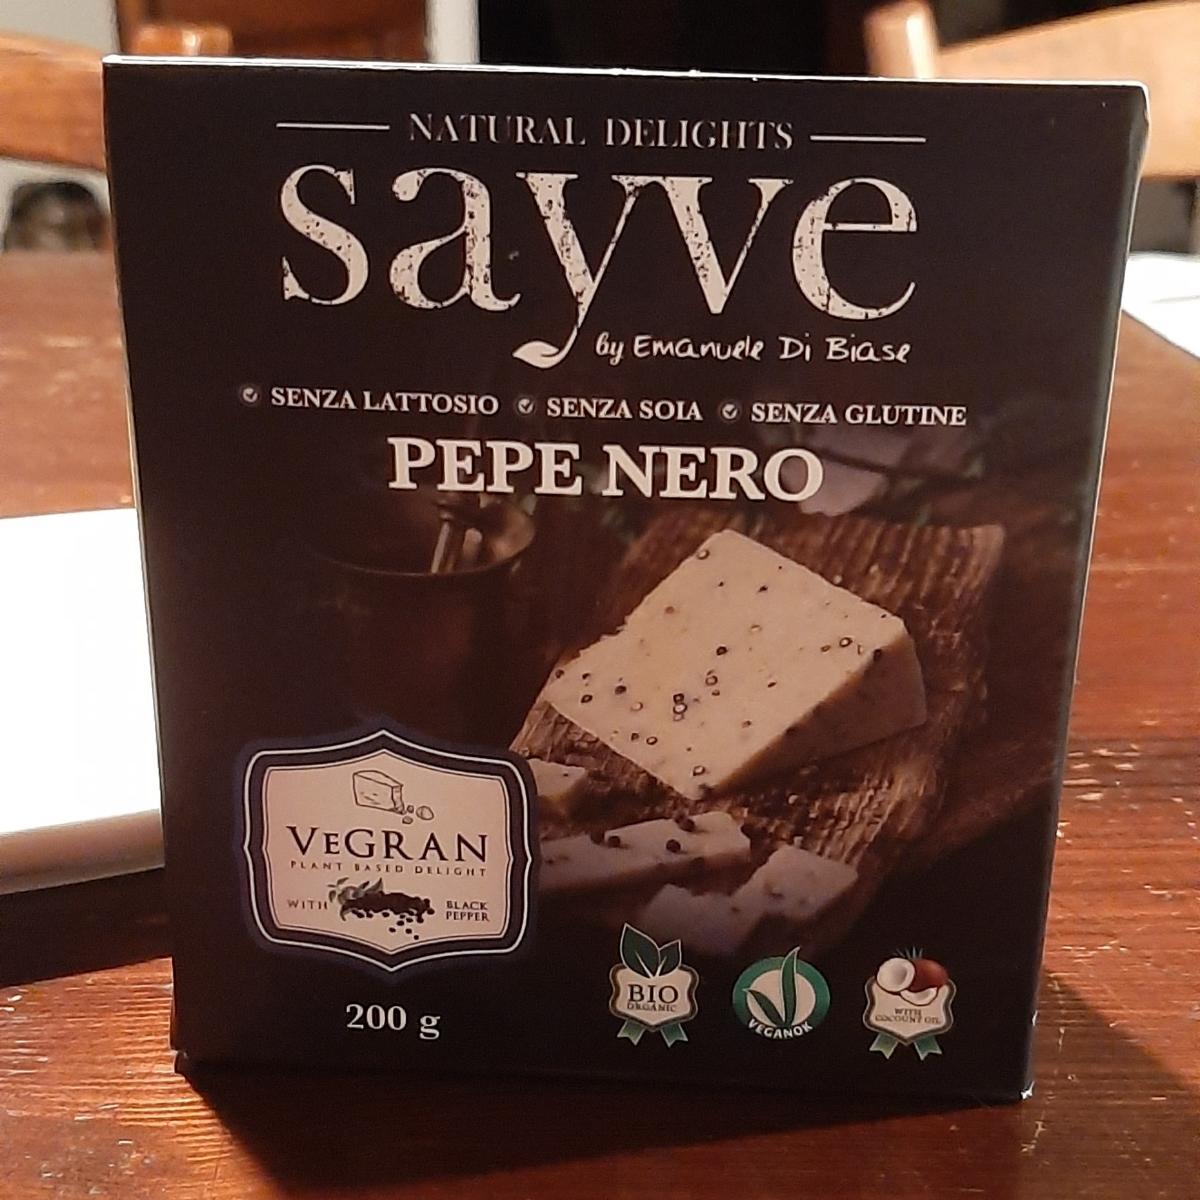 NATURAL DELIGHTS
sayve
by Emanuele Di Biase
SENZA LATTOSIO SENZA SOIA SENZA GLUTINE
PEPE NERO
VEGRAN
PLANT BASED DELIGHT
WITH BLACK
PEPPER
200 g
BIO
ORGANIC
VEGANOK
WITH
COCOUNT OIL